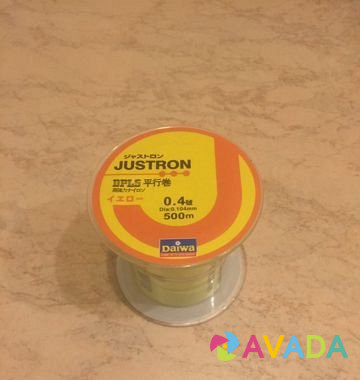 ジャストロン
JUSTRON
DPLS 平行巻
イエロー
0.4号
Dia:0.104mm
500m
Daiwa
AVADA